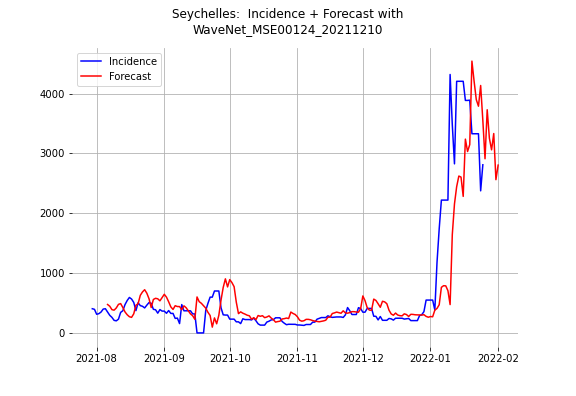 Seychelles:  Incidence + Forecast with
WaveNet_MSE00124_20211210
Incidence
Forecast
4000
3000
2000
1000
0
2021-08 2021-09 2021-10 2021-11 2021-12 2022-01 2022-02